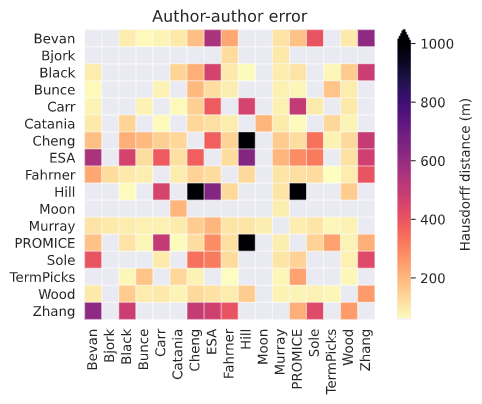 Author-author error
Bevan
Bjork
Black
Bunce
Carr
Catania
Cheng
ESA
Fahrner
Hill
Moon
Murray
PROMICE
Sole
TermPicks
Wood
Zhang
Bevan
Bjork
Black
Bunce
Carr
Catania
Cheng
ESA
Fahrner
Hill
Moon
Murray
PROMICE
Sole
TermPicks
Wood
Zhang
1000
800
600
400
200
Hausdorff distance (m)